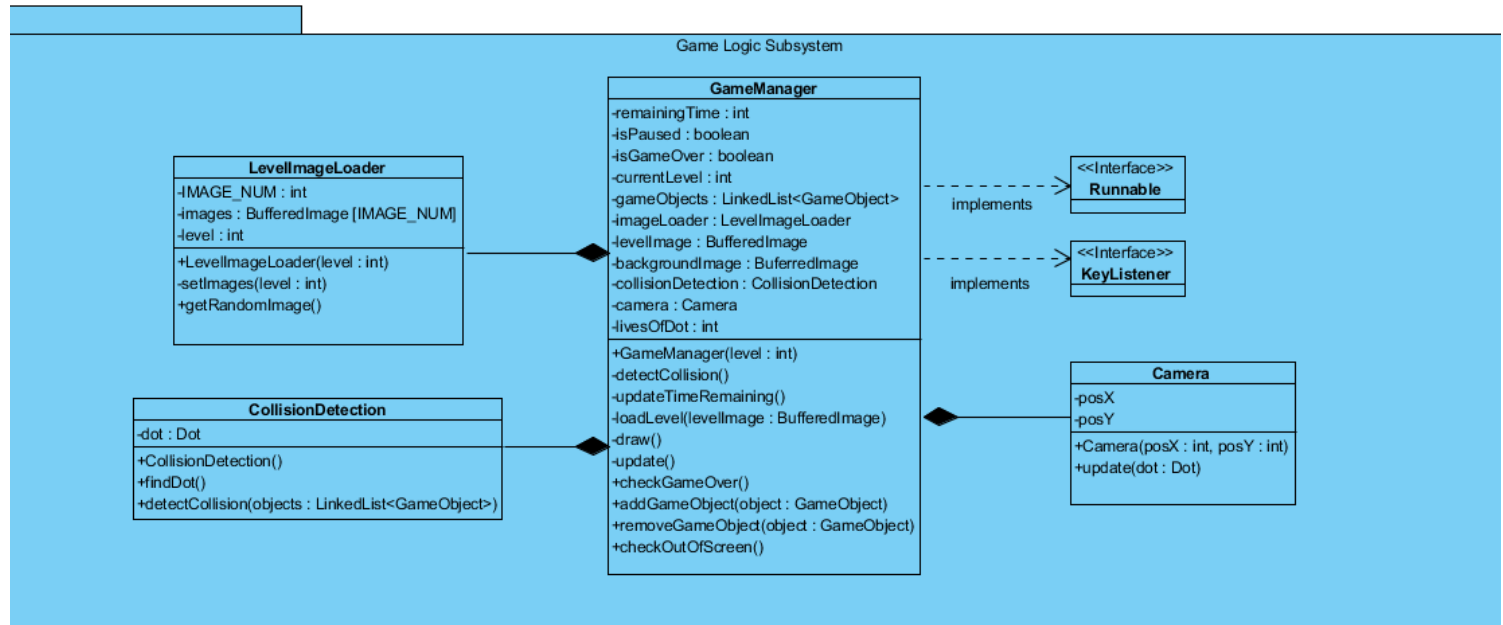 Game Logic Subsystem
LevelImageLoader
-IMAGE_NUM : int
-images : BufferedImage [IMAGE_NUM]
-level : int
+LevelImageLoader(level : int)
-setImages(level : int)
+getRandomImage()
CollisionDetection
-dot : Dot
+CollisionDetection()
+findDot()
+detectCollision(objects : LinkedList<GameObject>)
GameManager
-remainingTime : int
-isPaused : boolean
-isGameOver : boolean
-currentLevel : int
-gameObjects : LinkedList<GameObject>
-imageLoader : LevelImageLoader
-levelImage : BufferedImage
-backgroundImage : BuferredImage
-collisionDetection : CollisionDetection
-camera : Camera
-livesOfDot : int
+GameManager(level : int)
-detectCollision()
-updateTimeRemaining()
-loadLevel(levelImage : BufferedImage)
-draw()
-update()
+checkGameOver()
+addGameObject(object : GameObject)
+removeGameObject(object : GameObject)
+checkOutOfScreen()
implements
<<Interface>>
Runnable
implements
<<Interface>>
KeyListener
Camera
-posX
-posY
+Camera(posX : int, posY : int)
+update(dot : Dot)